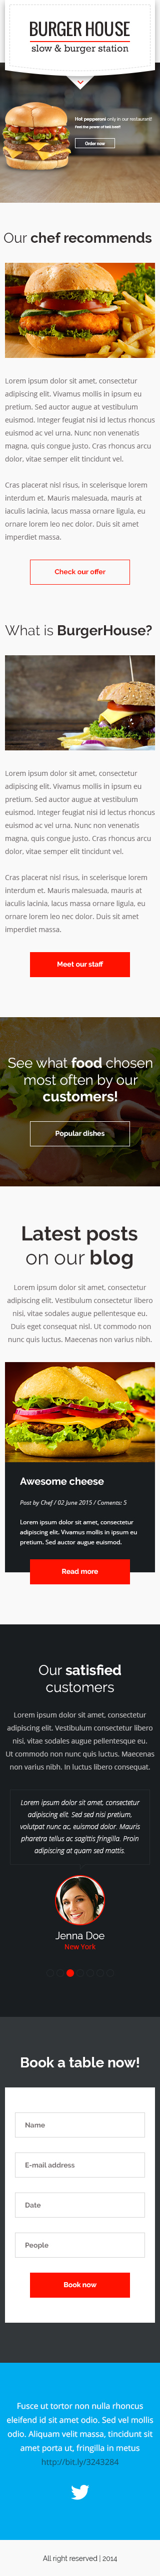 BURGER HOUSE
slow & burger station
Hot pepperons only in our restaurant!
Feel the power of test beef!
Order now
Our chef recommends
Lorem ipsum dolor sit amet, consectetur
adipiscing elit. Vivamus mollis in ipsum eu
pretium. Sed auctor augue at vestibulum
euismod. Integer feugiat nisi id lectus rhoncus
euismod ac vel urna. Nunc non venenatis
magna, quis congue justo. Cras rhoncus arcu
dolor, vitae semper elit tincidunt vel.
Cras placerat nisl risus, in scelerisque lorem
interdum et. Mauris malesuada, mauris at
iaculis lacinia, lacus massa ornare ligula, eu
ornare lorem leo nec dolor. Duis sit amet
imperdiet massa.
Check our offer
What is BurgerHouse?
Lorem ipsum dolor sit amet, consectetur
adipiscing elit. Vivamus mollis in ipsum eu
pretium. Sed auctor augue at vestibulum
euismod. Integer feugiat nisi id lectus rhoncus
euismod ac vel urna. Nunc non venenatis
magna, quis congue justo. Cras rhoncus arcu
dolor, vitae semper elit tincidunt vel.
Cras placerat nisl risus, in scelerisque lorem
interdum et. Mauris malesuada, mauris at
iaculis lacinia, lacus massa ornare ligula, eu
ornare lorem leo nec dolor. Duis sit amet
imperdiet massa.
Meet our staff
See what food chosen
most often by our
customers!
Popular dishes
Latest posts
on our blog
Lorem ipsum dolor sit amet, consectetur
adipiscing elit. Vestibulum consectetur libero
nisi, vitae sodales augue pellentesque eu.
Duis eget consequat nisl. Ut commodo non
nunc quis luctus. Maecenas non varius nibh.
Awesome cheese
Post by Chef / 02 June 2015 / Coments: 5
Lorem ipsum dolor sit amet, consectetur
adipiscing elit. Vivamus mollis in ipsum eu
pretium. Sed auctor augue euismod.
Read more
Our satisfied
customers
Lorem ipsum dolor sit amet, consectetur
adipiscing elit. Vestibulum consectetur libero
nisi, vitae sodales augue pellentesque eu.
Ut commodo non nunc quis luctus. Maecenas
non varius nibh. In luctus libero consequat.
Lorem ipsum dolor sit amet, consectetur
adipiscing elit. Sed sed nisi pretium,
volutpat nunc ac, euismod dolor. Mauris
pharetra tellus ac sagittis fringilla. Proin
adipiscing at quam sed mattis.
Jenna Doe
New York
Book a table now!
Name
E-mail address
Date
People
Book now
Fusce ut tortor non nulla rhoncus
eleifend id sit amet odio. Sed vel mollis
odio. Aliquam velit massa, tincidunt sit
amet porta ut, fringilla in metus
http://bit.ly/3243284
All right reserved | 2014